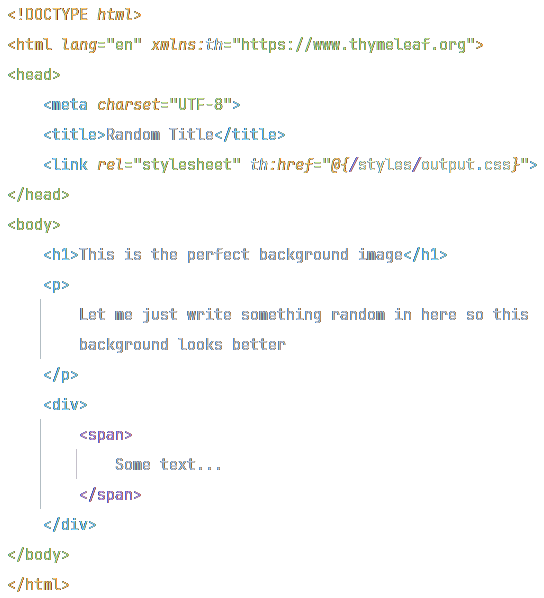 <!DOCTYPE html>
<html lang="en" xmlns:th="https://www.thymeleaf.org">
<head>
    <meta charset="UTF-8">
    <title>Random Title</title>
    <link rel="stylesheet" th:href="@{/styles/output.css}">
</head>
<body>
    <h1>This is the perfect background image</h1>
    <p>
        Let me just write something random in here so this
        background looks better
    </p>
    <div>
        <span>
            Some text...
        </span>
    </div>
</body>
</html>